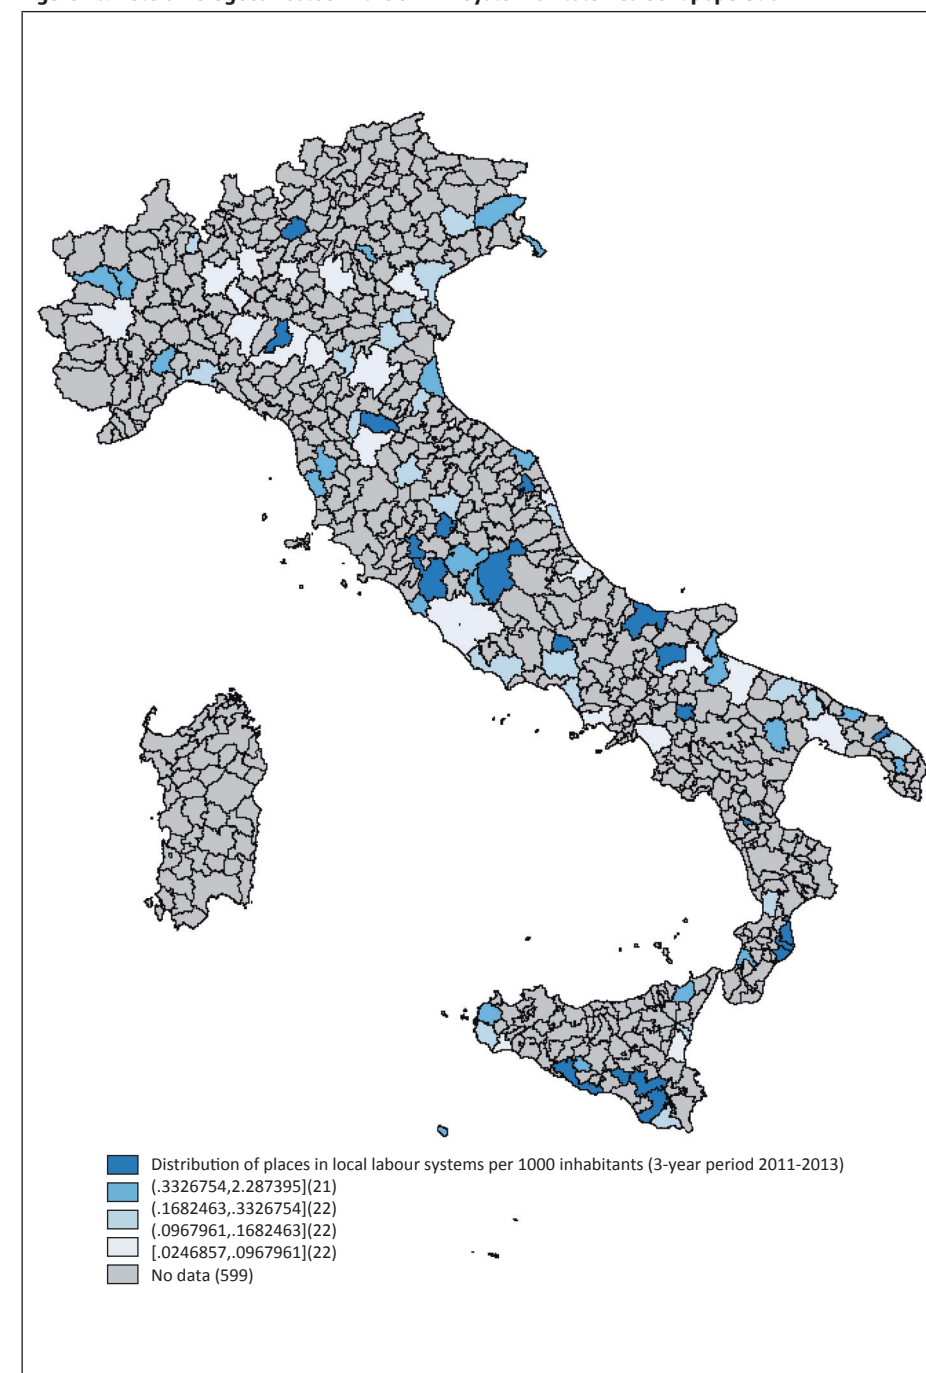 Distribution of places in local labour systems per 1000 inhabitants (3-year period 2011-2013)
(.3326754,2.287395](21)
(.1682463,.3326754](22)
(.0967961,.1682463](22)
[.0246857,.0967961](22)
No data (599)